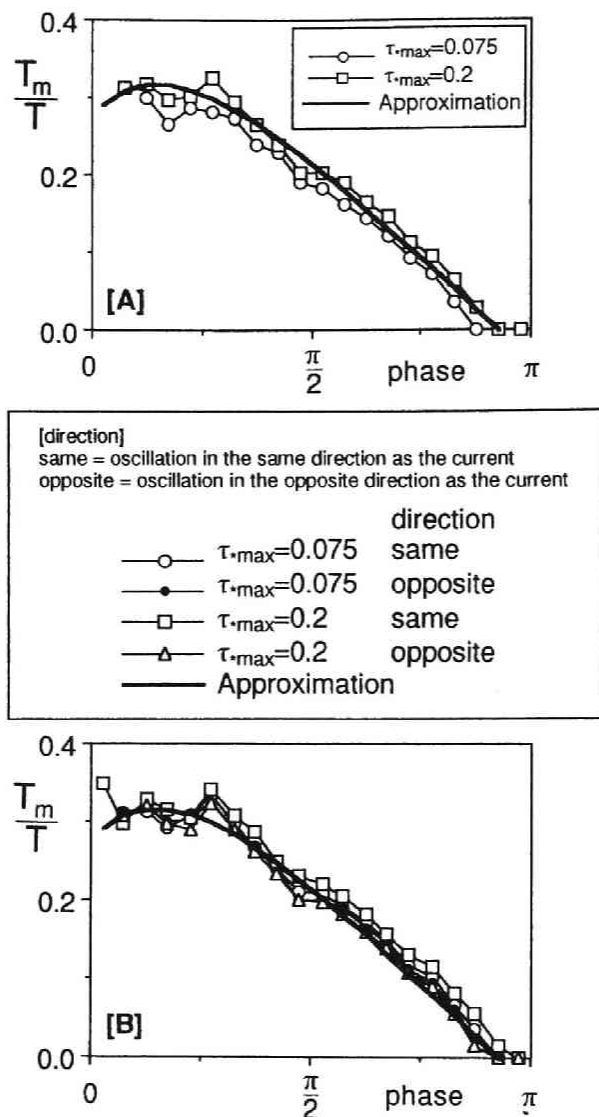 0.4
T_m
T
0.2
0.0
τ*max=0.075
τ*max=0.2
Approximation
[A]
0
π
2
phase
π
[direction]
same = oscillation in the same direction as the current
opposite = oscillation in the opposite direction as the current
direction
τ*max=0.075 same
τ*max=0.075 opposite
τ*max=0.2 same
τ*max=0.2 opposite
Approximation
0.4
T_m
T
0.2
0.0
[B]
0
π
2
phase
π